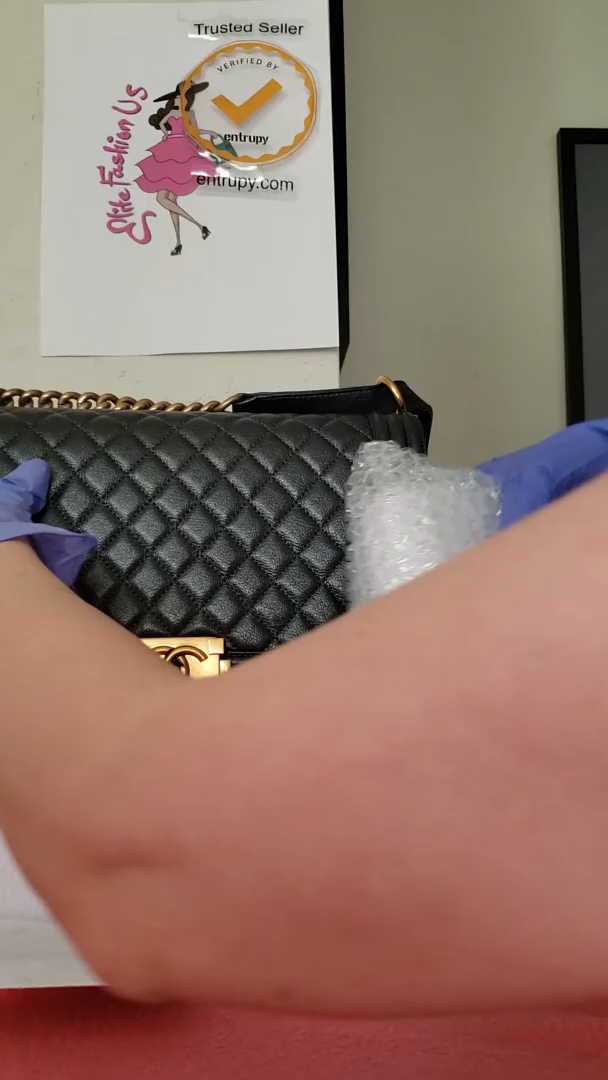 Trusted Seller
VERIFIED BY
entrupy
entrupy.com
Elite Fashion Us